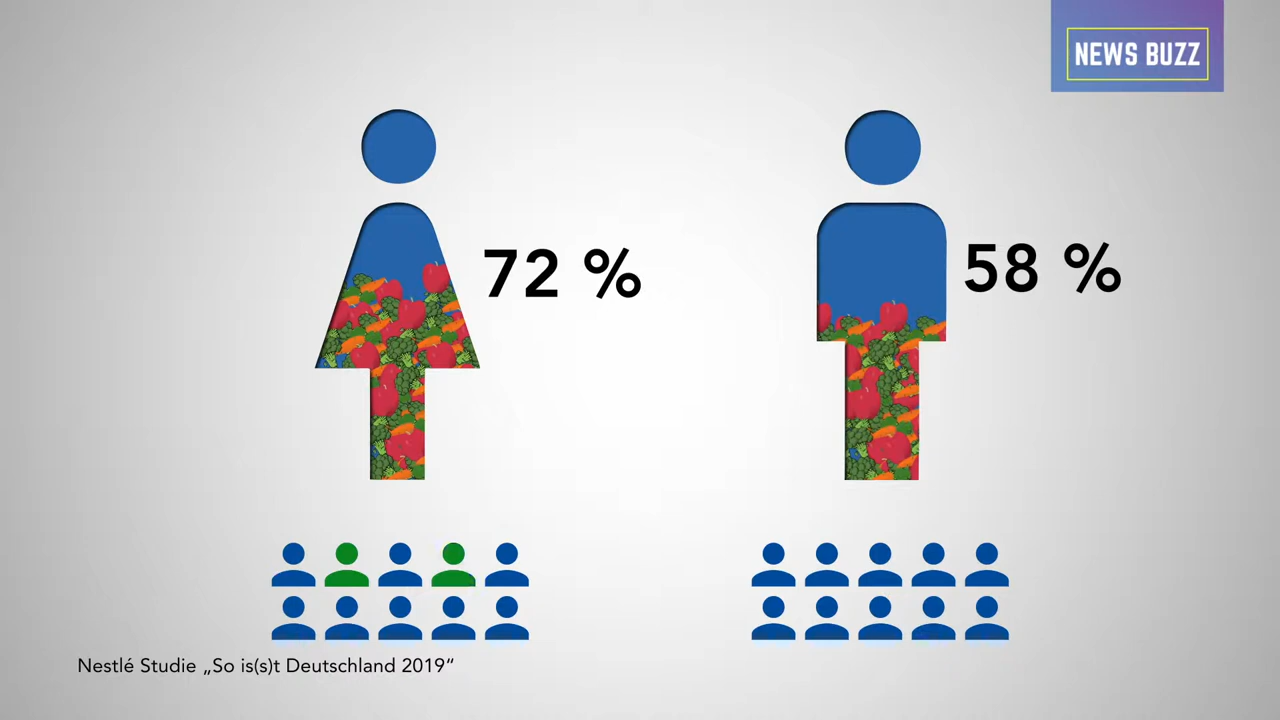 NEWS BUZZ
72 %
58 %
Nestlé Studie „So is(s)t Deutschland 2019“